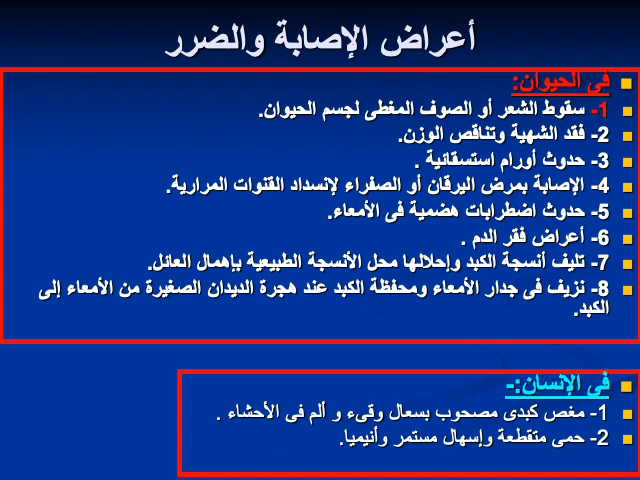 أعراض الإصابة والضرر
فى الحيوان:
1- سقوط الشعر أو الصوف المغطى لجسم الحيوان.
2- فقد الشهية وتناقص الوزن.
3- حدوث أورام استسقائية .
4- الإصابة بمرض اليرقان أو الصفراء لإنسداد القنوات المرارية.
5- حدوث اضطرابات هضمية فى الأمعاء.
6- أعراض فقر الدم .
7- تليف أنسجة الكبد وإحلالها محل الأنسجة الطبيعية بإهمال العائل.
8- نزيف فى جدار الأمعاء ومحفظة الكبد عند هجرة الديدان الصغيرة من الأمعاء إلى
الكبد.
فى الإنسان:-
1- مغص كبدى مصحوب بسعال وقىء و ألم فى الأحشاء .
2- حمى متقطعة وإسهال مستمر وأنيميا.